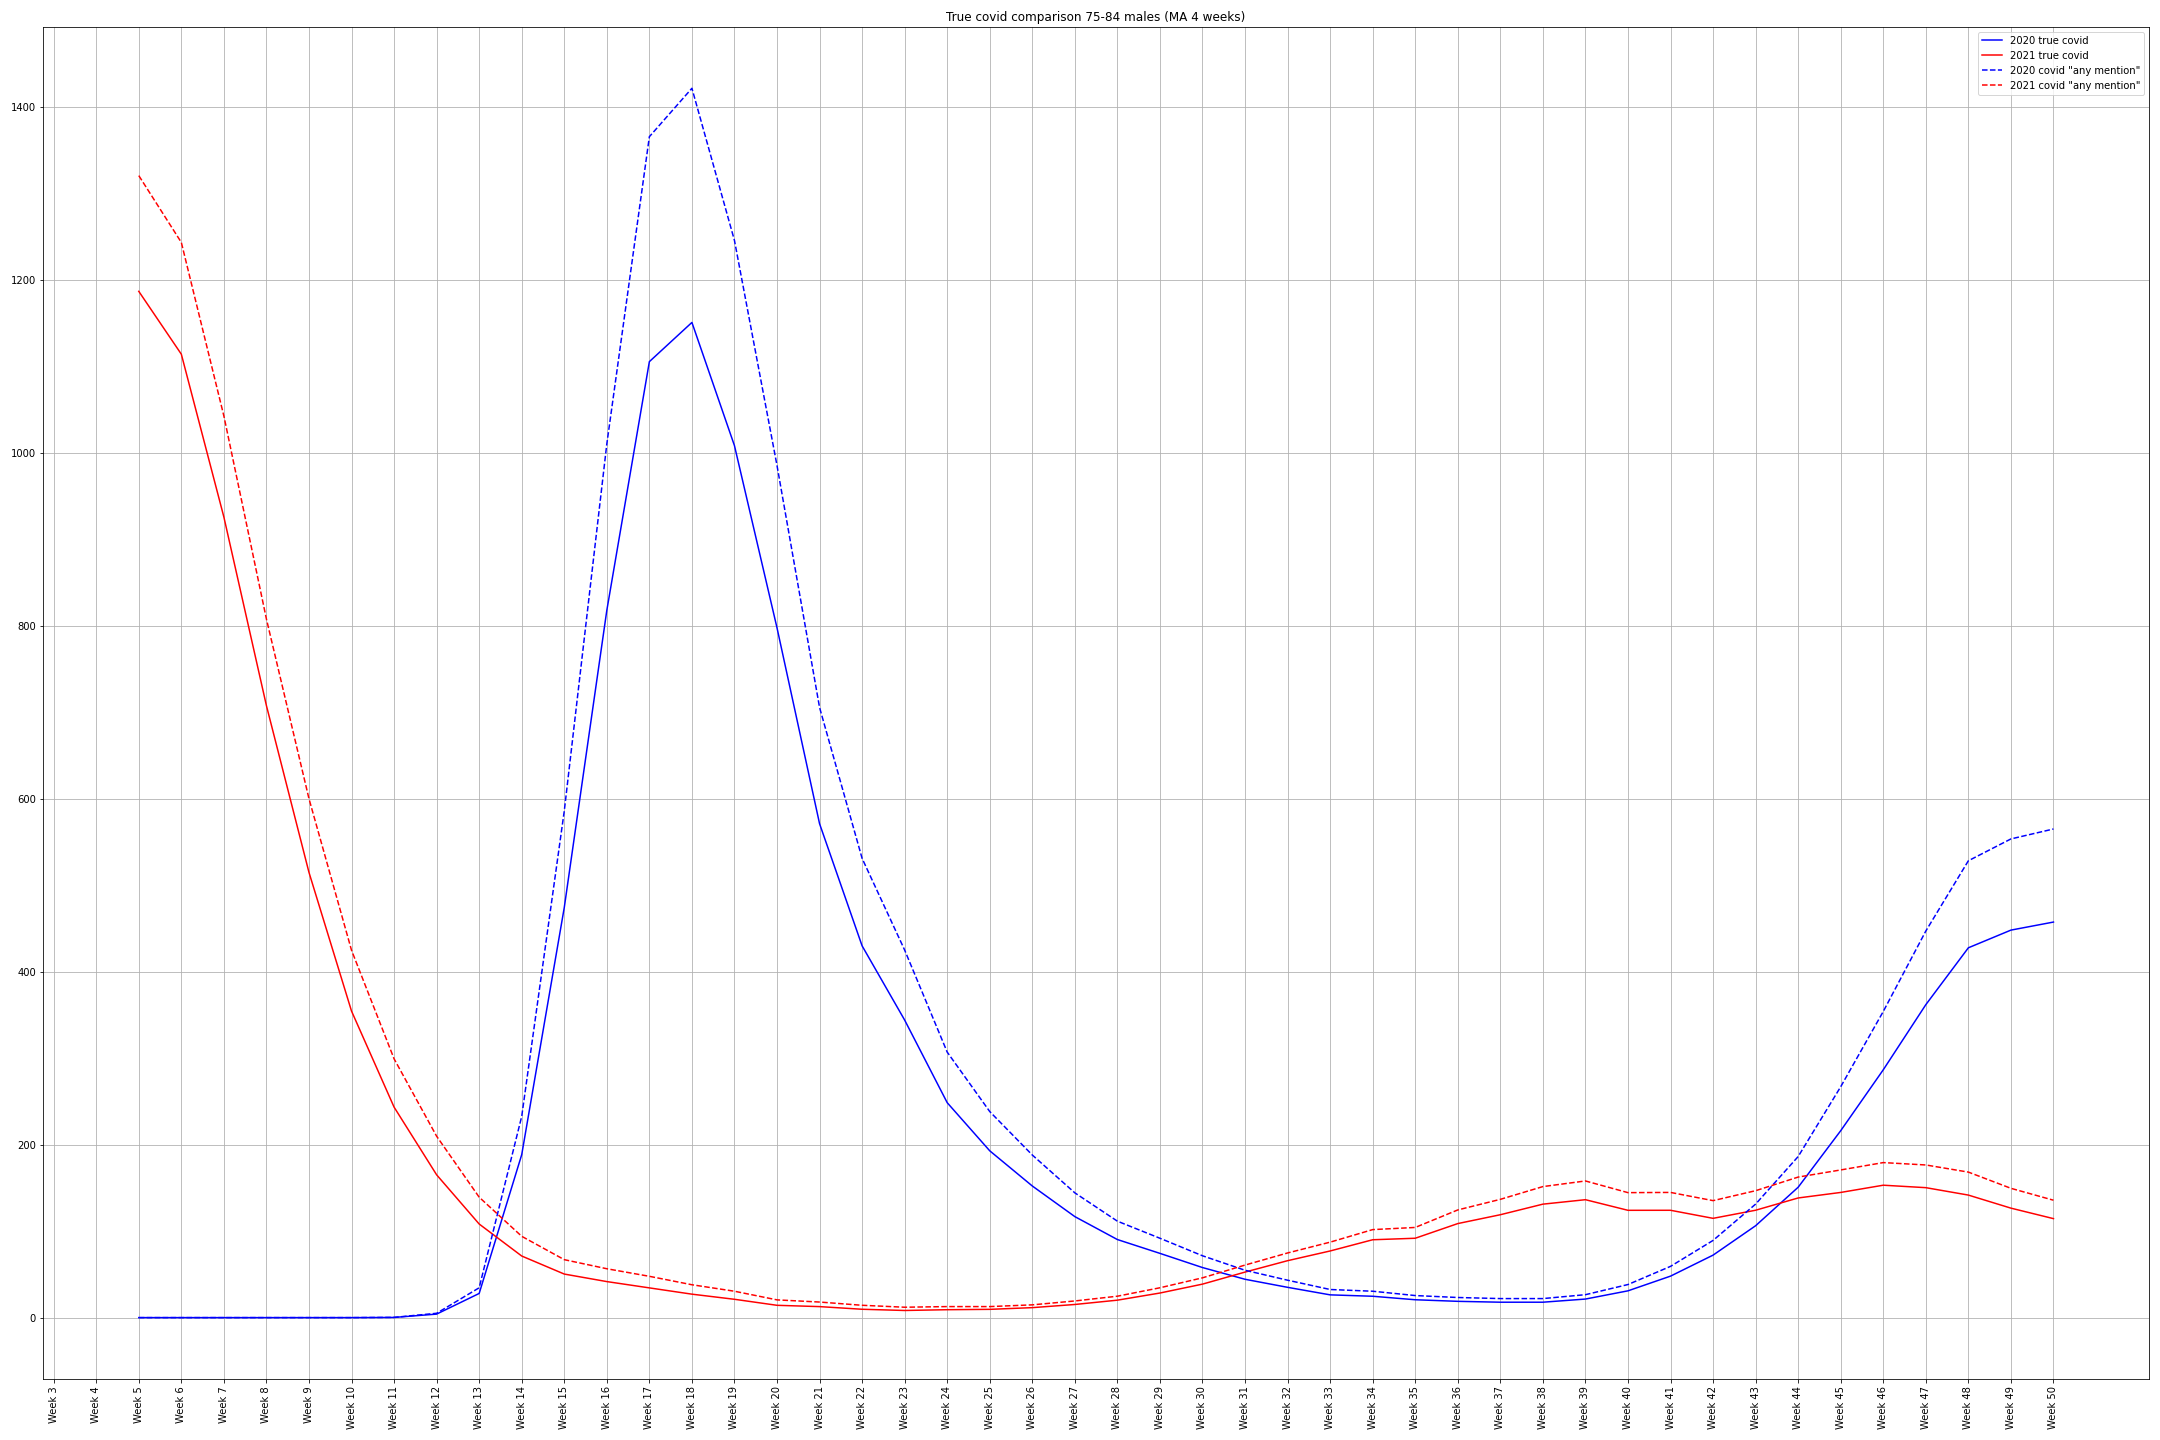 True covid comparison 75-84 males (MA 4 weeks)
2020 true covid
2021 true covid
2020 covid "any mention"
2021 covid "any mention"
1400
1200
1000
800
600
400
200
0
Week 3
Week 4
Week 5
Week 6
Week 7
Week 8
Week 9
Week 10
Week 11
Week 12
Week 13
Week 14
Week 15
Week 16
Week 17
Week 18
Week 19
Week 20
Week 21
Week 22
Week 23
Week 24
Week 25
Week 26
Week 27
Week 28
Week 29
Week 30
Week 31
Week 32
Week 33
Week 34
Week 35
Week 36
Week 37
Week 38
Week 39
Week 40
Week 41
Week 42
Week 43
Week 44
Week 45
Week 46
Week 47
Week 48
Week 49
Week 50